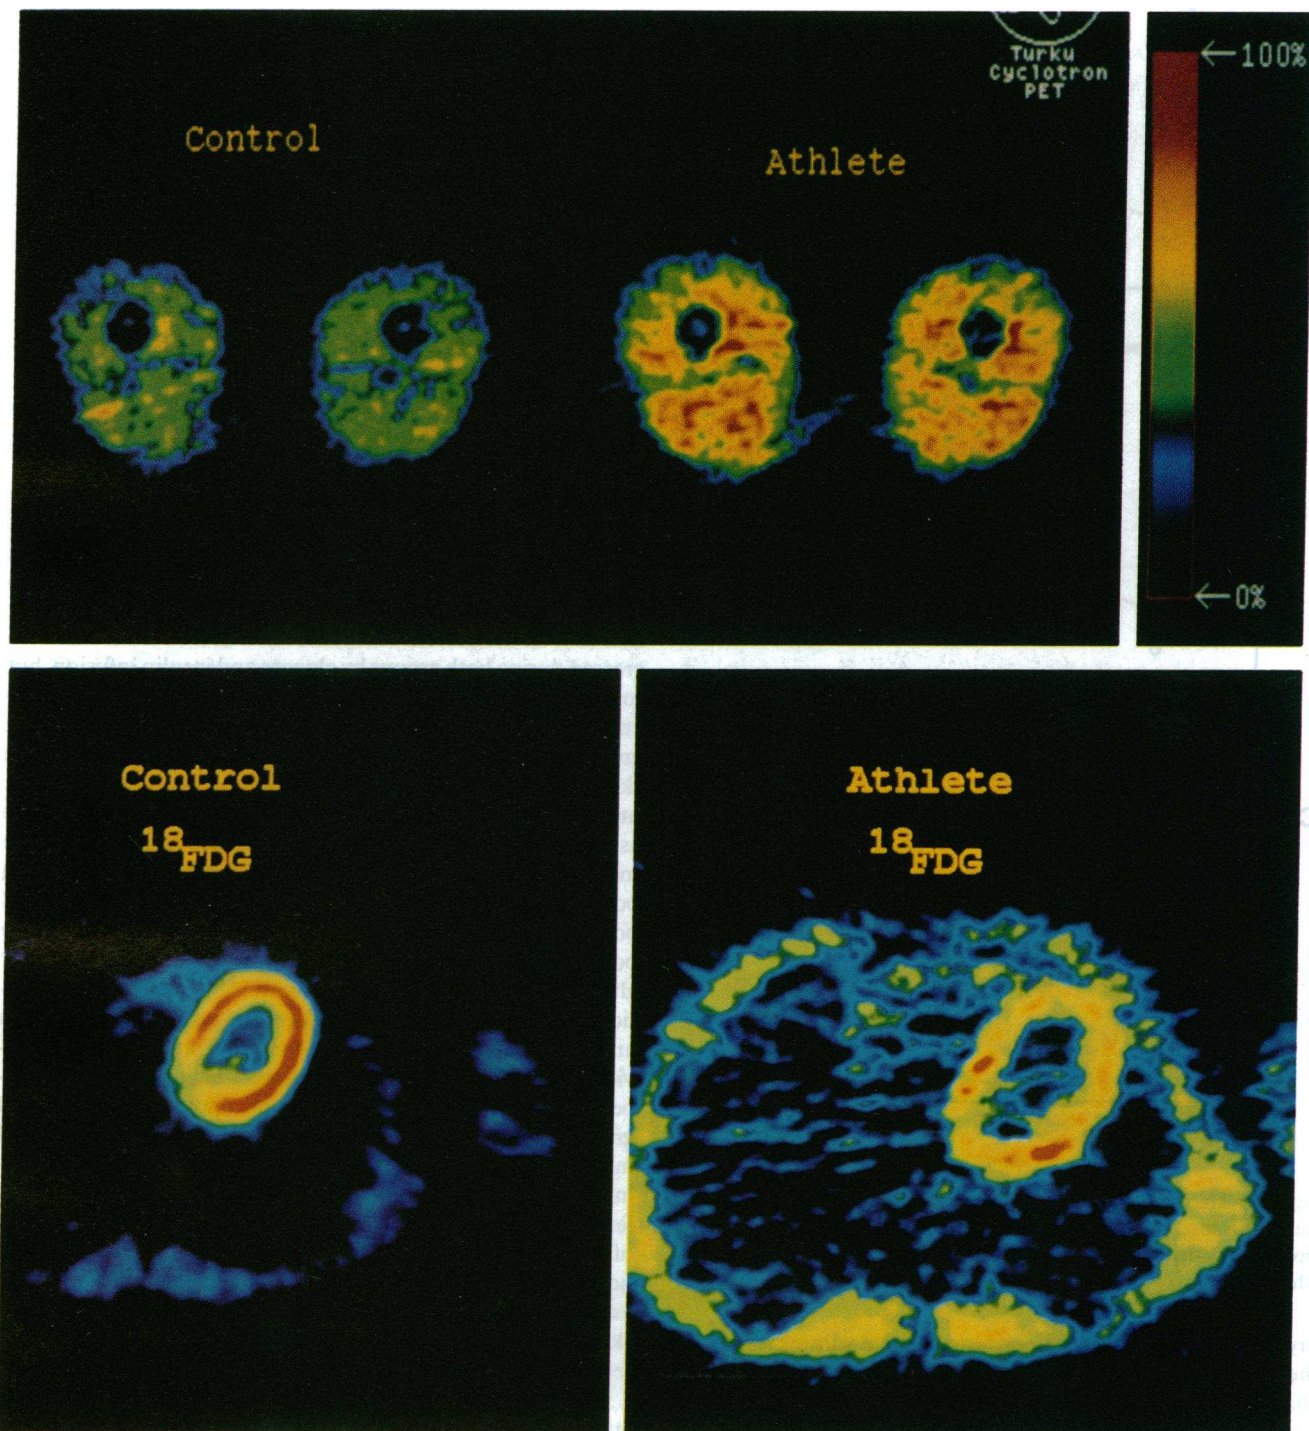 Turku
Cyclotron
PET
←100%
Control
Athlete
←0%
Control
18FDG
Athlete
18FDG